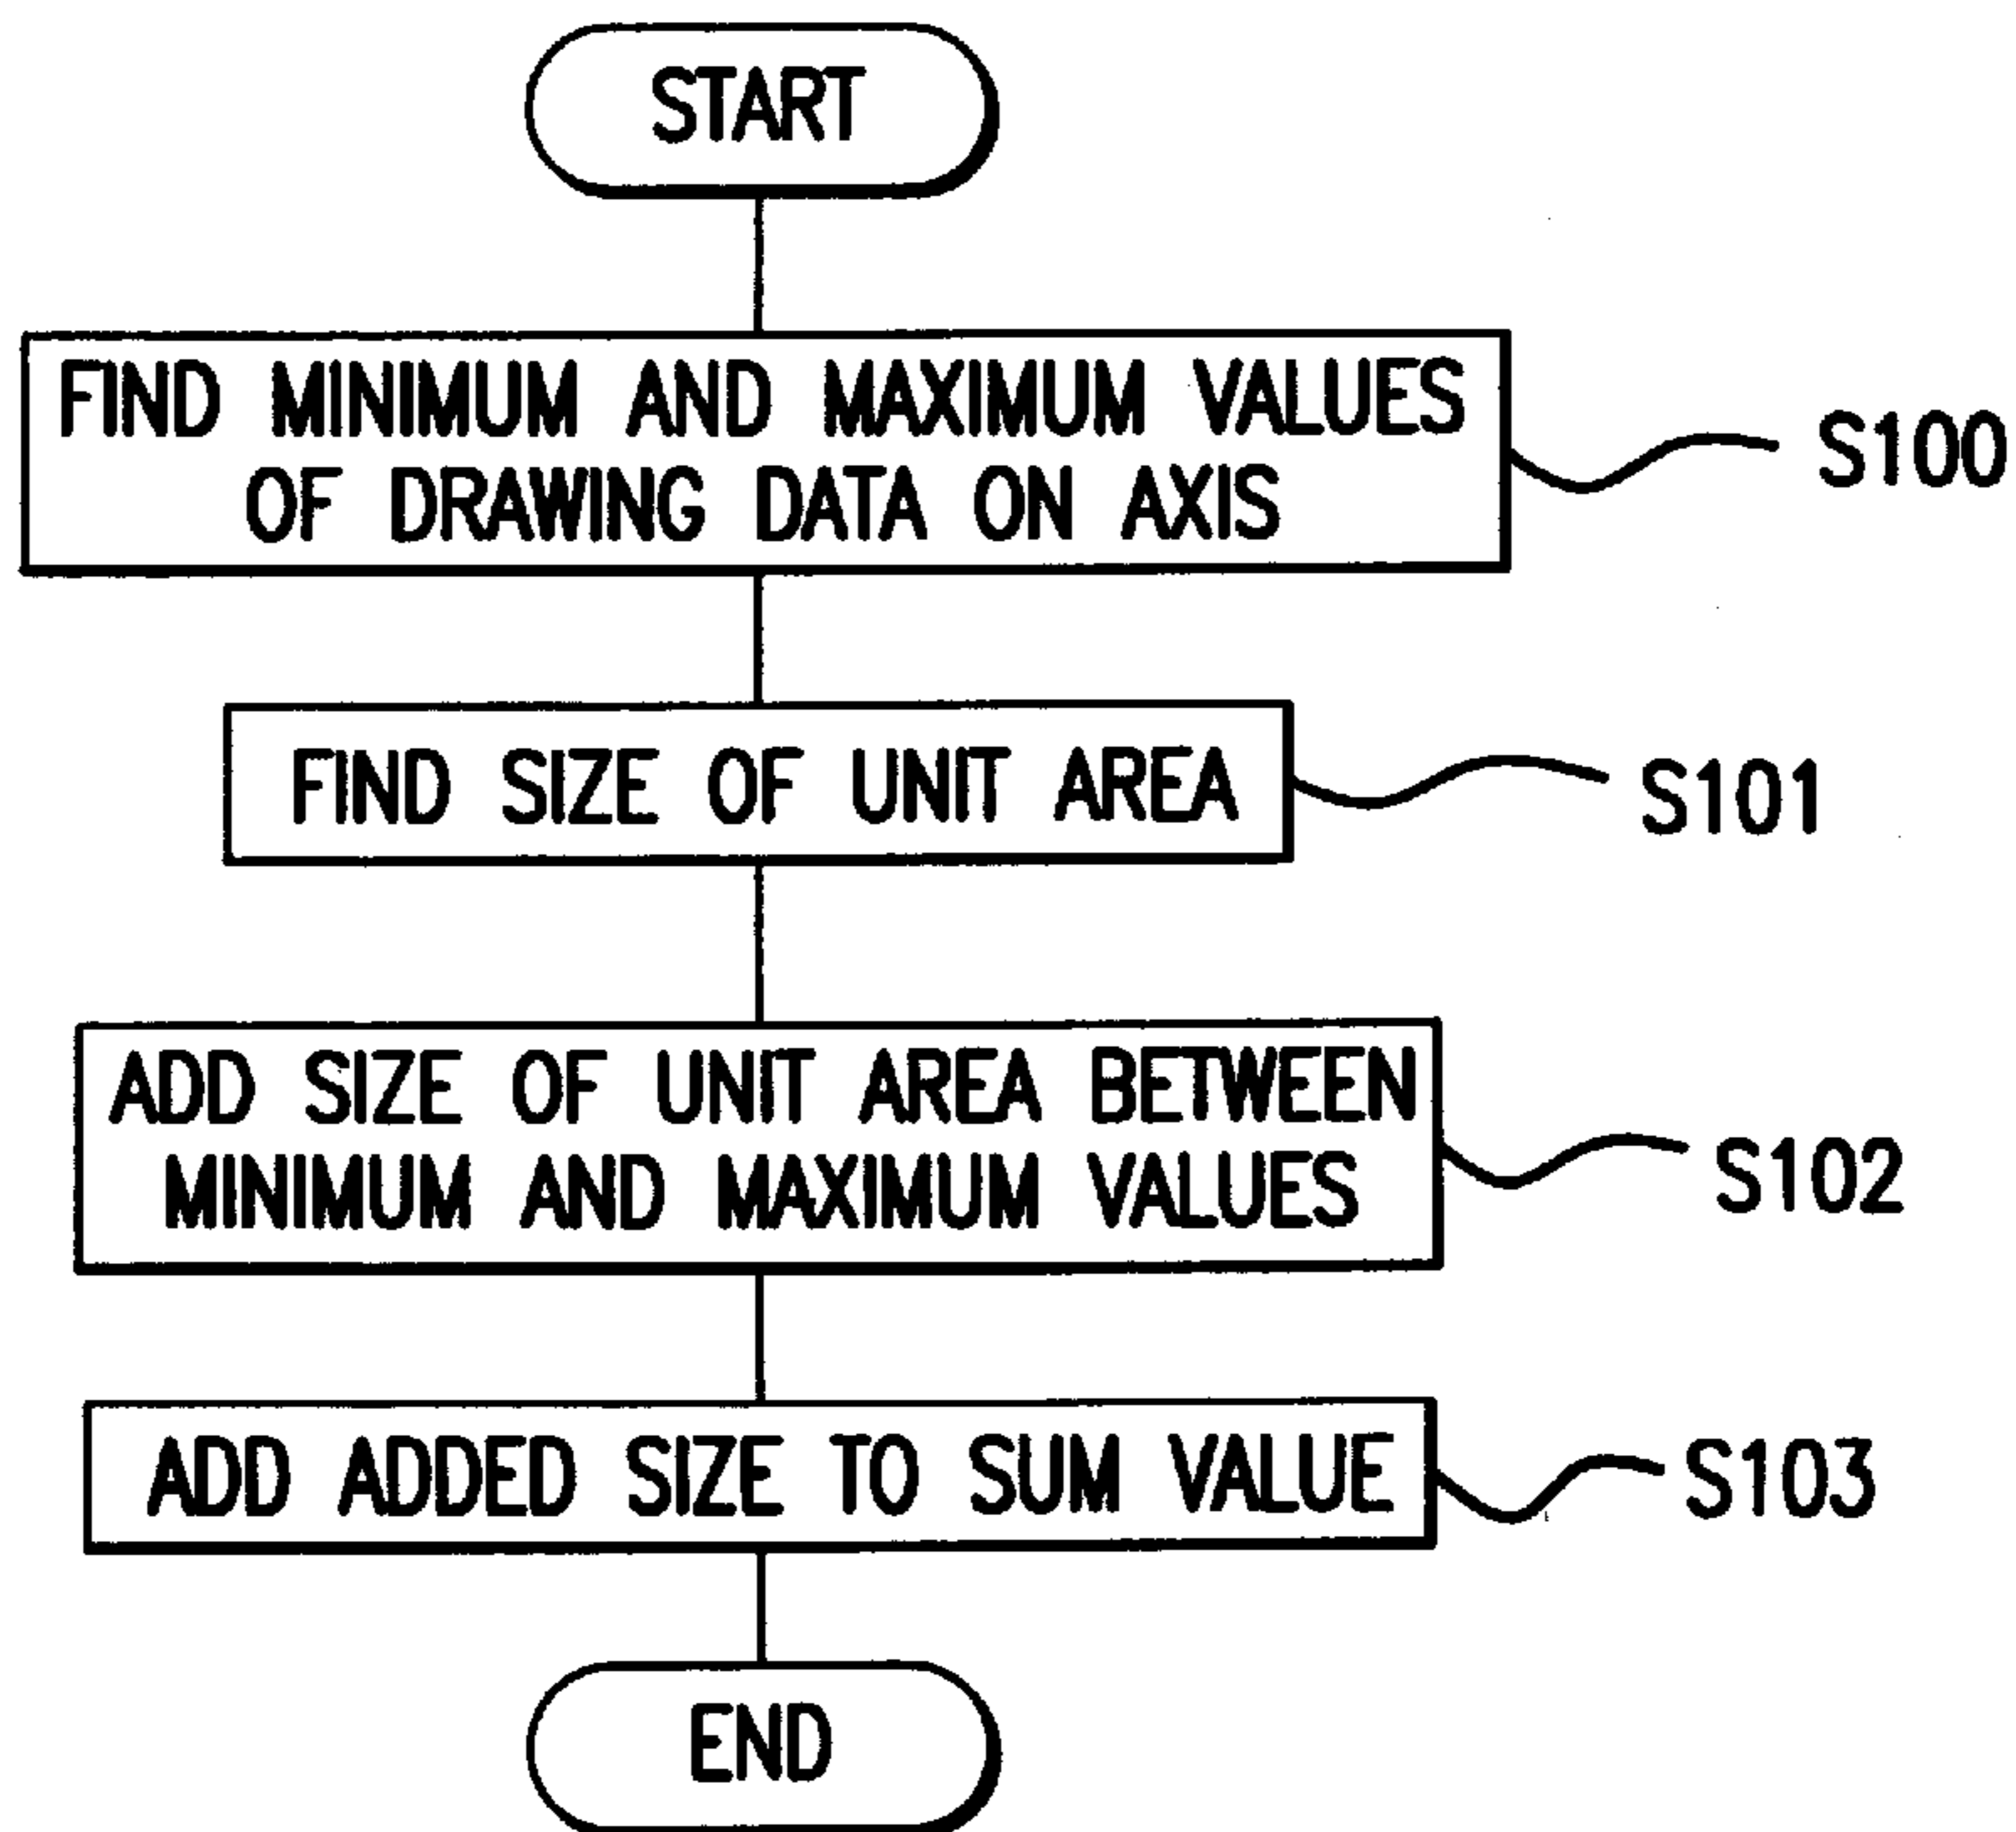 START
FIND MINIMUM AND MAXIMUM VALUES
OF DRAWING DATA ON AXIS
S100
FIND SIZE OF UNIT AREA
S101
ADD SIZE OF UNIT AREA BETWEEN
MINIMUM AND MAXIMUM VALUES
S102
ADD ADDED SIZE TO SUM VALUE
S103
END